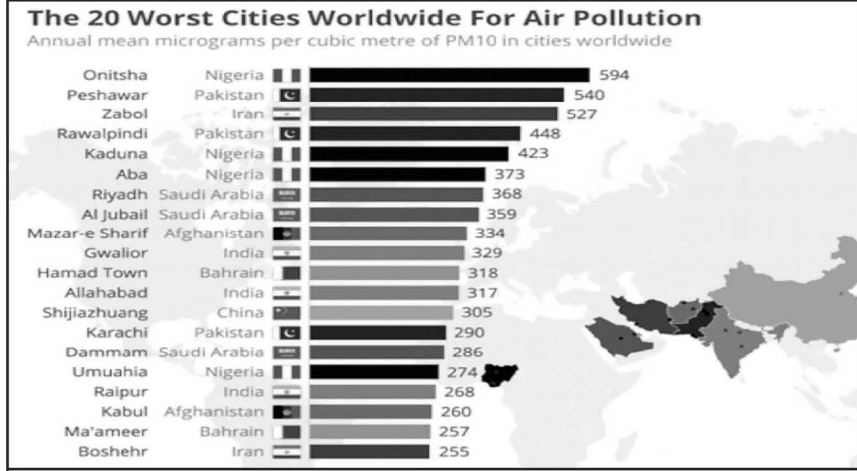 The 20 Worst Cities Worldwide For Air Pollution
Annual mean micrograms per cubic metre of PM10 in cities worldwide
Onitsha Nigeria 594
Peshawar Pakistan 540
Zabol Iran 527
Rawalpindi Pakistan 448
Kaduna Nigeria 423
Aba Nigeria 373
Riyadh Saudi Arabia 368
Al Jubail Saudi Arabia 359
Mazar-e Sharif Afghanistan 334
Gwalior India 329
Hamad Town Bahrain 318
Allahabad India 317
Shijiazhuang China 305
Karachi Pakistan 290
Dammam Saudi Arabia 286
Umuahia Nigeria 274
Raipur India 268
Kabul Afghanistan 260
Ma'ameer Bahrain 257
Boshehr Iran 255